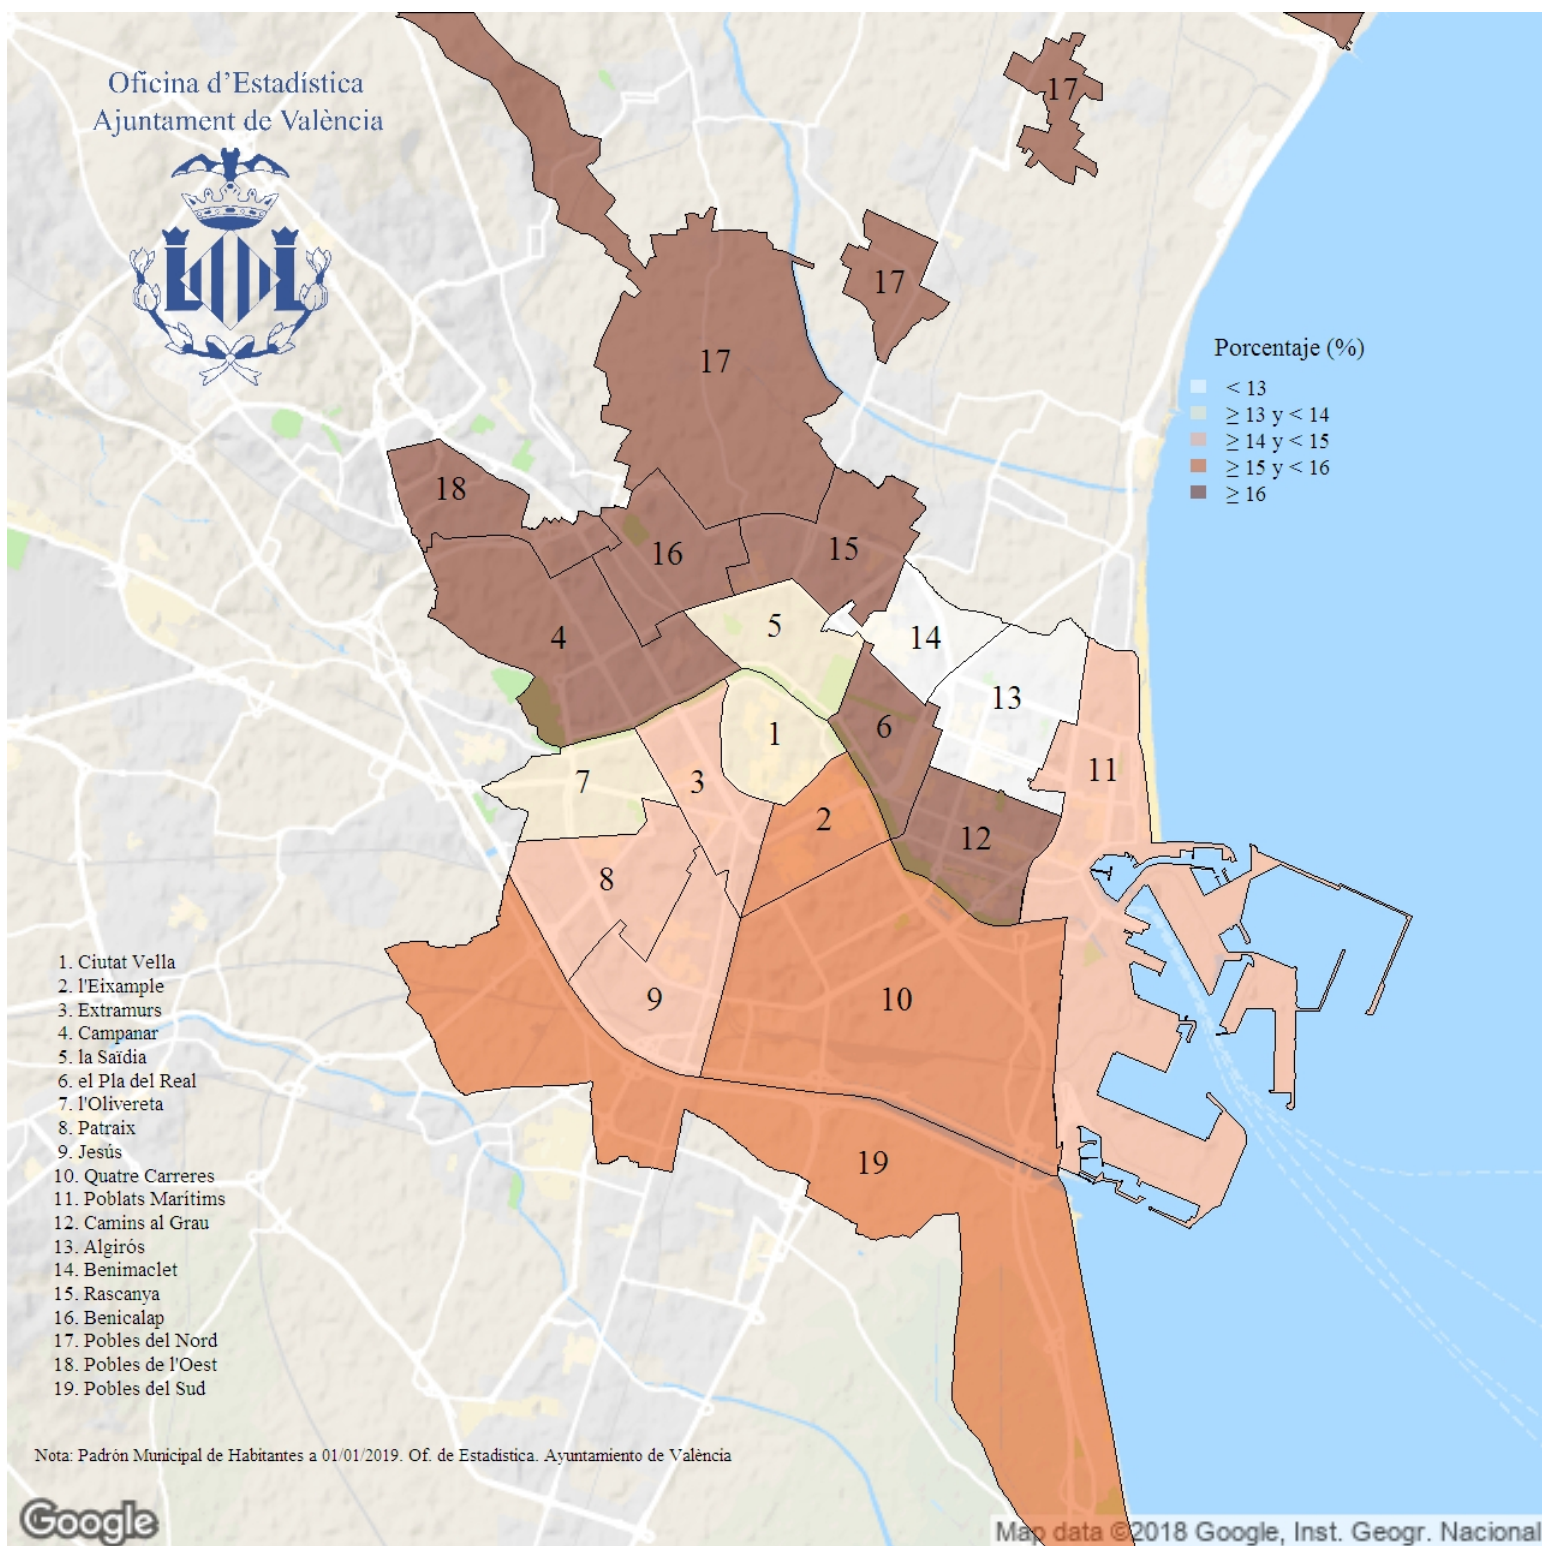 Oficina d'Estadística
Ajuntament de València
17
17
17
Porcentaje (%)
< 13
≥ 13 y < 14
≥ 14 y < 15
≥ 15 y < 16
≥ 16
18
16
15
4
5
14
13
6
1
11
7
3
2
12
8
9
10
19
1. Ciutat Vella
2. l'Eixample
3. Extramurs
4. Campanar
5. la Saïdia
6. el Pla del Real
7. l'Olivereta
8. Patraix
9. Jesús
10. Quatre Carreres
11. Poblats Marítims
12. Camins al Grau
13. Algirós
14. Benimaclet
15. Rascanya
16. Benicalap
17. Pobles del Nord
18. Pobles de l'Oest
19. Pobles del Sud
Nota: Padrón Municipal de Habitantes a 01/01/2019. Of. de Estadística. Ayuntamiento de València
Google
Map data ©2018 Google, Inst. Geogr. Nacional